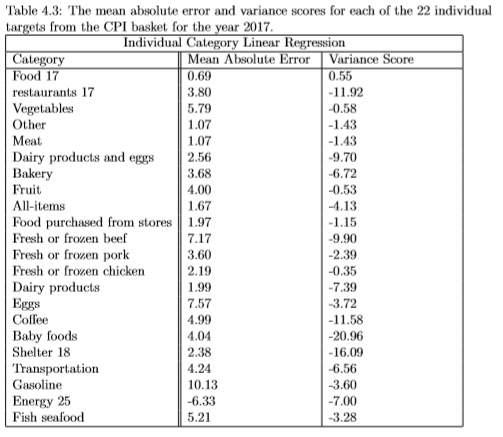 Table 4.3: The mean absolute error and variance scores for each of the 22 individual
targets from the CPI basket for the year 2017.
Individual Category Linear Regression
Category Mean Absolute Error Variance Score
Food 17 0.69 0.55
restaurants 17 3.80 -11.92
Vegetables 5.79 -0.58
Other 1.07 -1.43
Meat 1.07 -1.43
Dairy products and eggs 2.56 -9.70
Bakery 3.68 -6.72
Fruit 4.00 -0.53
All-items 1.67 -4.13
Food purchased from stores 1.97 -1.15
Fresh or frozen beef 7.17 -9.90
Fresh or frozen pork 3.60 -2.39
Fresh or frozen chicken 2.19 -0.35
Dairy products 1.99 -7.39
Eggs 7.57 -3.72
Coffee 4.99 -11.58
Baby foods 4.04 -20.96
Shelter 18 2.38 -16.09
Transportation 4.24 -6.56
Gasoline 10.13 -3.60
Energy 25 -6.33 -7.00
Fish seafood 5.21 -3.28